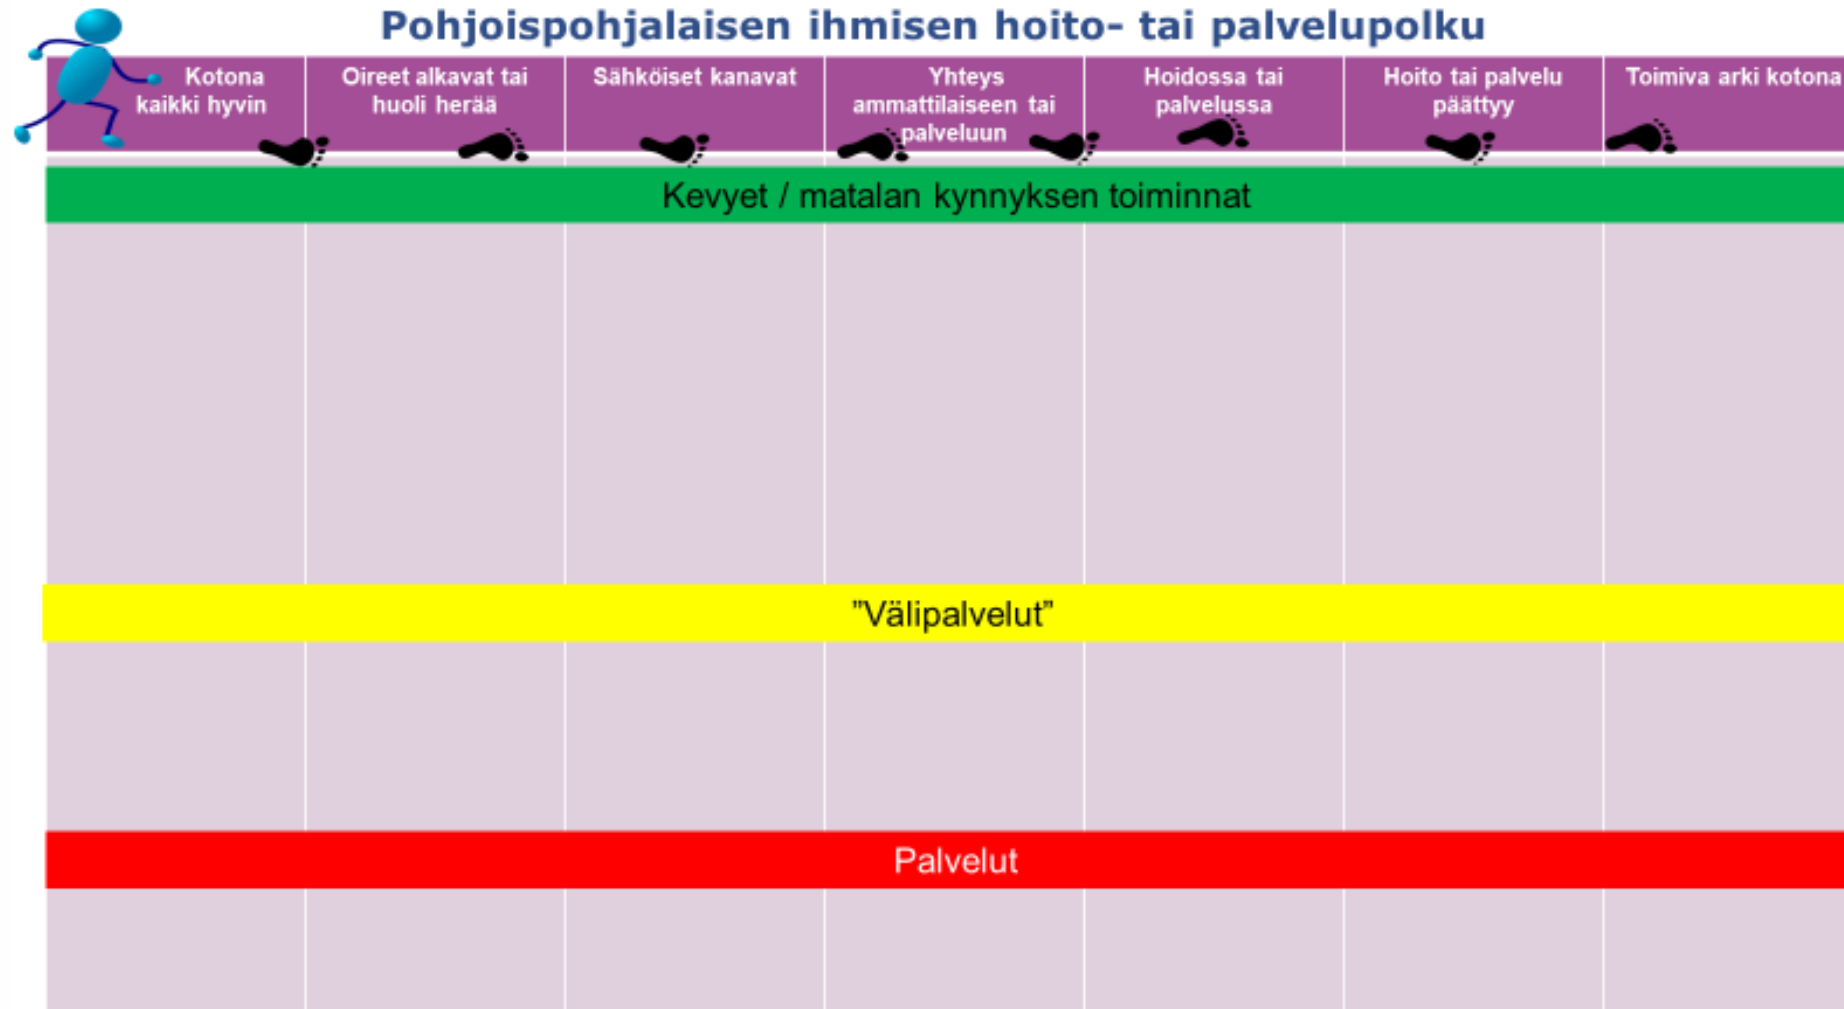 Pohjoispohjalaisen ihmisen hoito- tai palvelupolku
Kotona
kaikki hyvin
Oireet alkavat tai
huoli herää
Sähköiset kanavat
Yhteys
ammattilaiseen tai
palveluun
Hoidossa tai
palvelussa
Hoito tai palvelu
päättyy
Toimiva arki kotona
Kevyet / matalan kynnyksen toiminnat
”Välipalvelut”
Palvelut